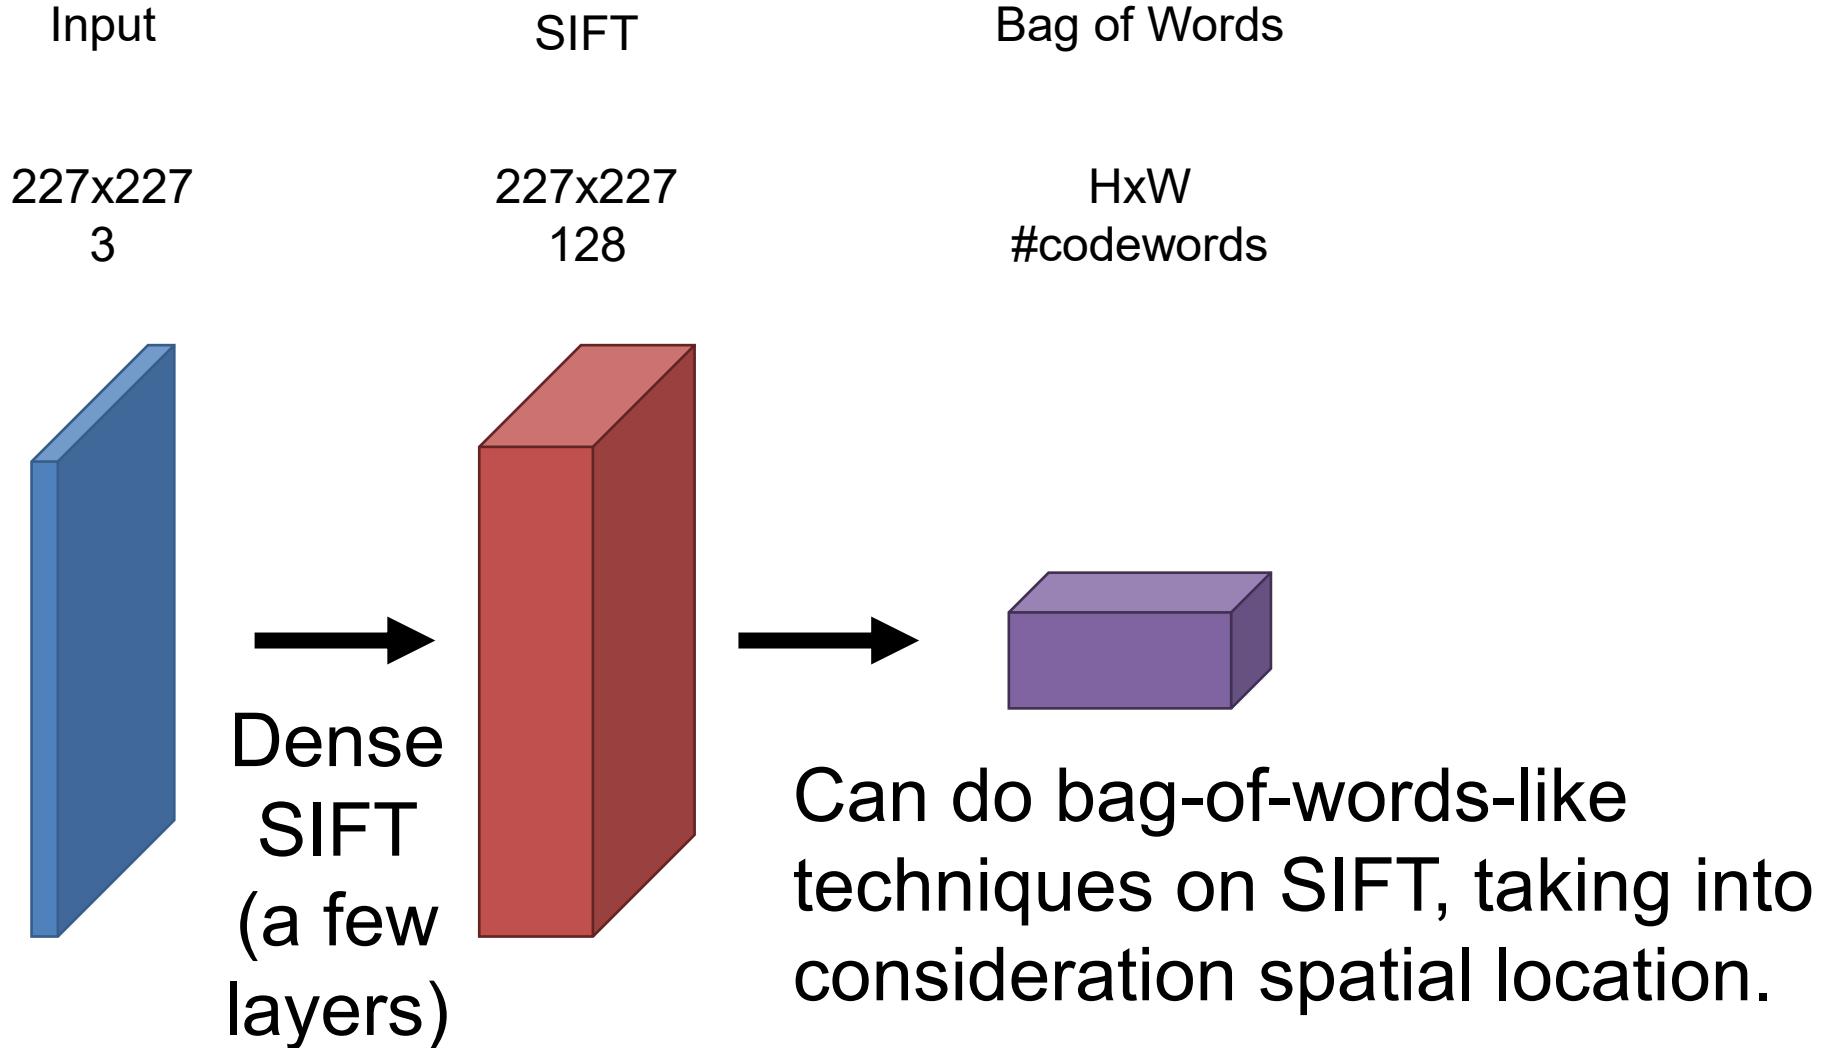 Input
SIFT
Bag of Words
227x227
3
227x227
128
HxW
#codewords
Dense
SIFT
(a few
layers)
Can do bag-of-words-like
techniques on SIFT, taking into
consideration spatial location.